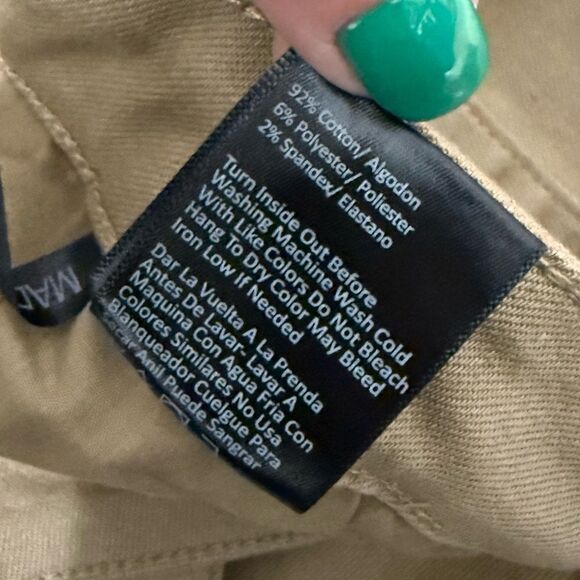 92% Cotton/ Algodon
6% Polyester/ Poliester
2% Spandex/ Elastano
Turn Inside Out Before
Washing Machine Wash Cold
With Like Colors Do Not Bleach
Hang To Dry Color May Bleed
Iron Low If Needed
Dar La Vuelta A La Prenda
Antes De Lavar- Lavar A
Maquina Con Agua Fria Con
Colores Similares No Usa
Blanqueador Cuelgue Para
Anil Puede Sangrar